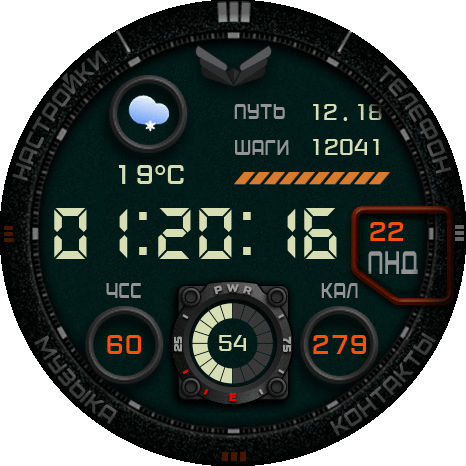 НАСТРОЙКИ
ТЕЛЕФОН
ПУТЬ 12.18
ШАГИ 12041
19°C
01:20:16
22
ПНД
ЧСС
60
PWR
25
54
75
E
КАЛ
279
МУЗЫКА
КОНТАКТЫ